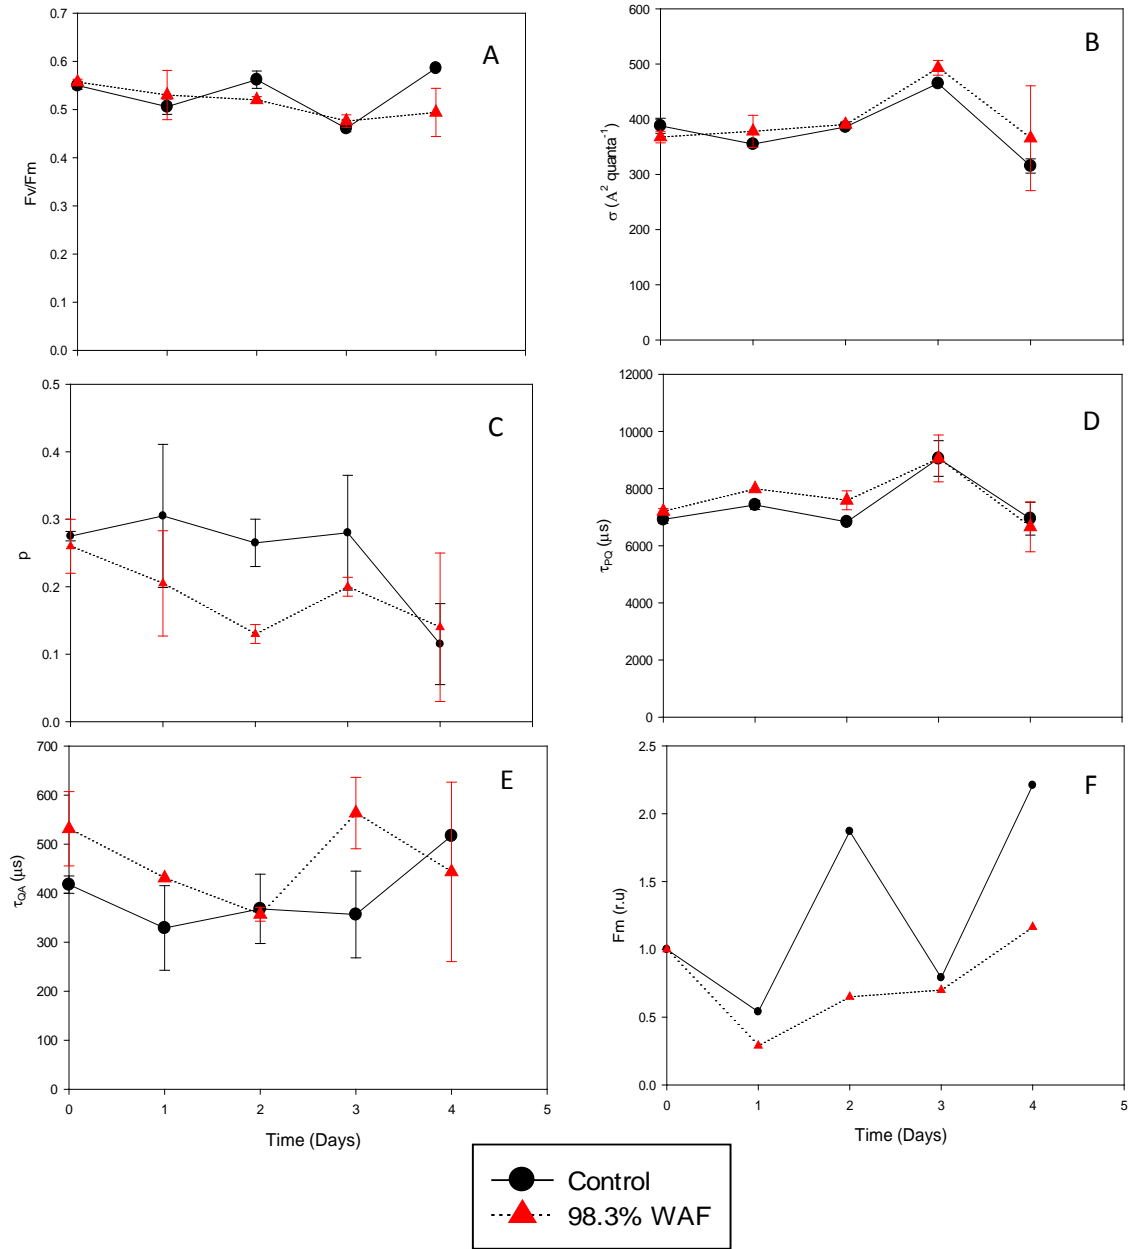 0.7
0.6
0.5
0.4
0.3
0.2
0.1
0.0
Fv/Fm
A
600
500
400
300
200
100
0
σ (A² quanta⁻¹)
B
0.5
0.4
0.3
0.2
0.1
0.0
p
C
12000
10000
8000
6000
4000
2000
0
τPQ (μs)
D
700
600
500
400
300
200
100
0
τQA (μs)
E
0 1 2 3 4 5
Time (Days)
2.5
2.0
1.5
1.0
0.5
0.0
Fm (r.u)
F
0 1 2 3 4 5
Time (Days)
Control
98.3% WAF